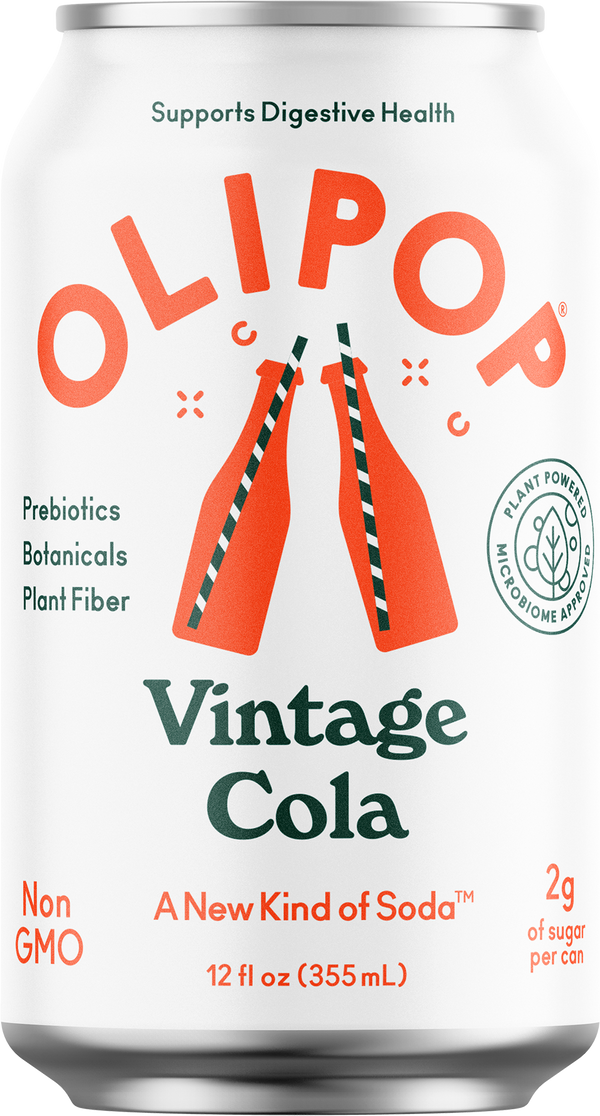 Supports Digestive Health
OLIPOP®
Prebiotics
Botanicals
Plant Fiber
PLANT POWERED
MICROBIOME APPROVED
Vintage
Cola
Non
GMO
A New Kind of Soda™
12 fl oz (355 mL)
2g
of sugar
per can